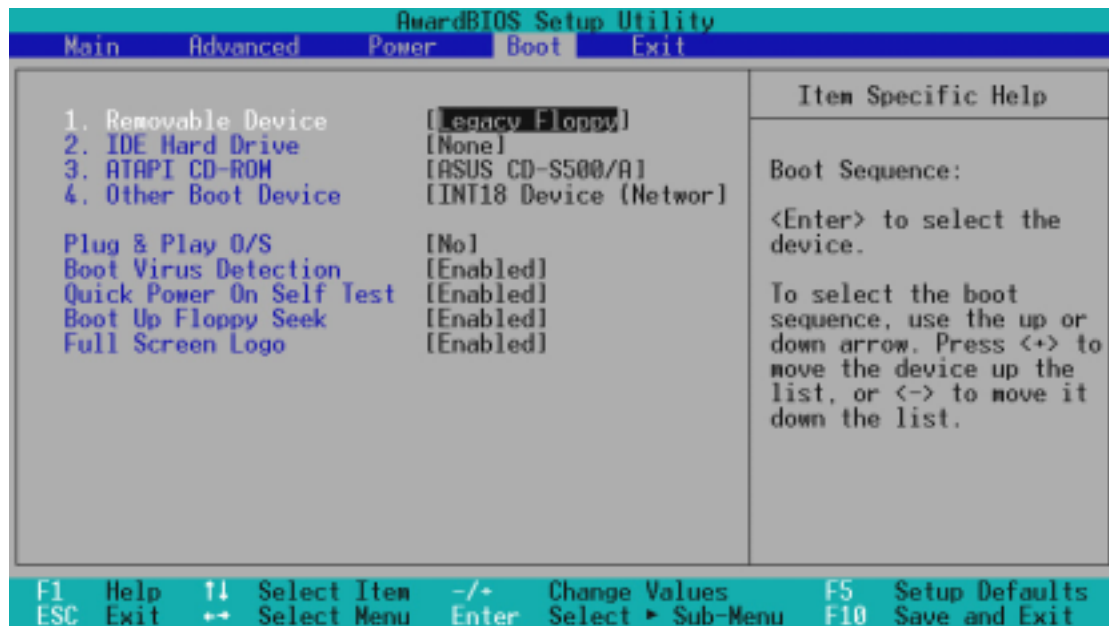 AwardBIOS Setup Utility
Main Advanced Power Boot Exit
1. Removable Device [Legacy Floppy]
2. IDE Hard Drive [None]
3. ATAPI CD-ROM [ASUS CD-S500/A]
4. Other Boot Device [INT18 Device (Networ]
Plug & Play O/S [No]
Boot Virus Detection [Enabled]
Quick Power On Self Test [Enabled]
Boot Up Floppy Seek [Enabled]
Full Screen Logo [Enabled]
Item Specific Help
Boot Sequence:
<Enter> to select the
device.
To select the boot
sequence, use the up or
down arrow. Press <+> to
move the device up the
list, or <-> to move it
down the list.
F1 Help ↑↓ Select Item -/+ Change Values F5 Setup Defaults
ESC Exit ←→ Select Menu Enter Select ► Sub-Menu F10 Save and Exit